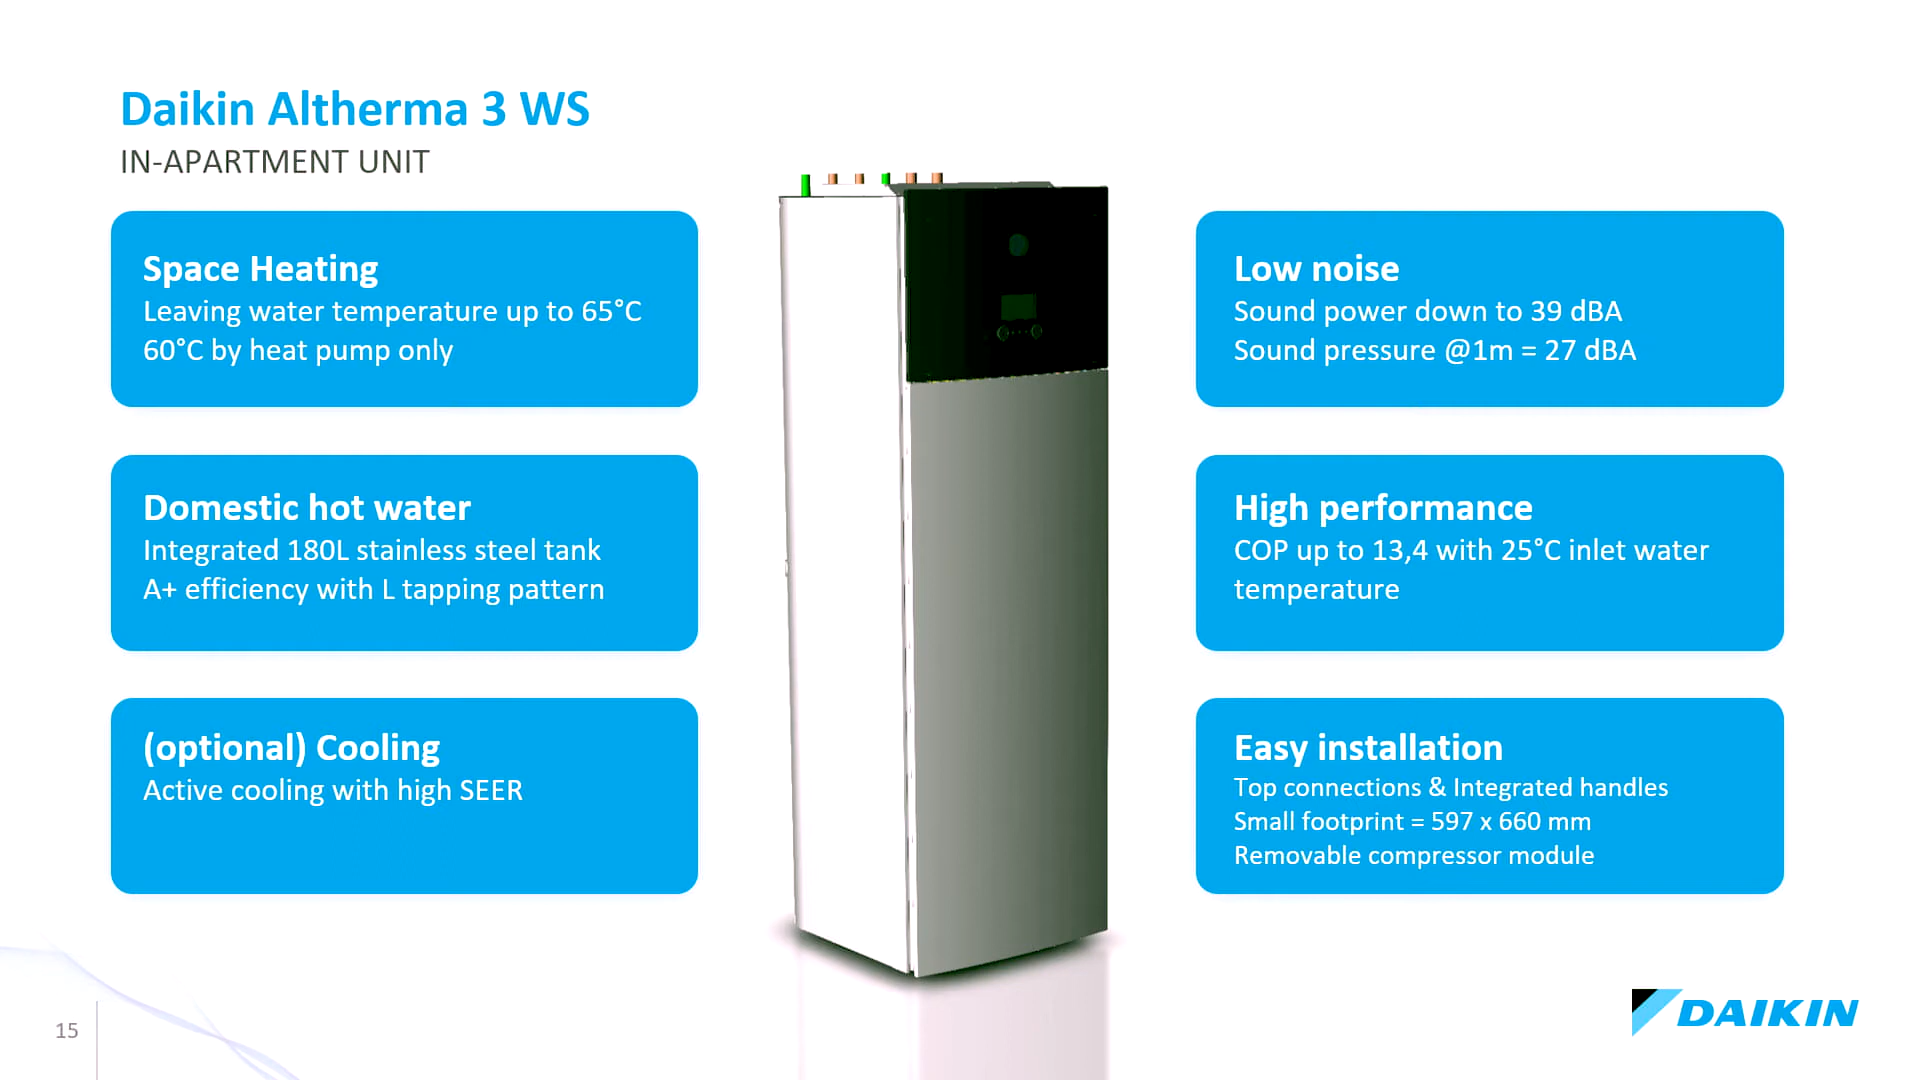 Daikin Altherma 3 WS
IN-APARTMENT UNIT
Space Heating
Leaving water temperature up to 65°C
60°C by heat pump only
Domestic hot water
Integrated 180L stainless steel tank
A+ efficiency with L tapping pattern
(optional) Cooling
Active cooling with high SEER
Low noise
Sound power down to 39 dBA
Sound pressure @1m = 27 dBA
High performance
COP up to 13,4 with 25°C inlet water
temperature
Easy installation
Top connections & Integrated handles
Small footprint = 597 x 660 mm
Removable compressor module
15
DAIKIN